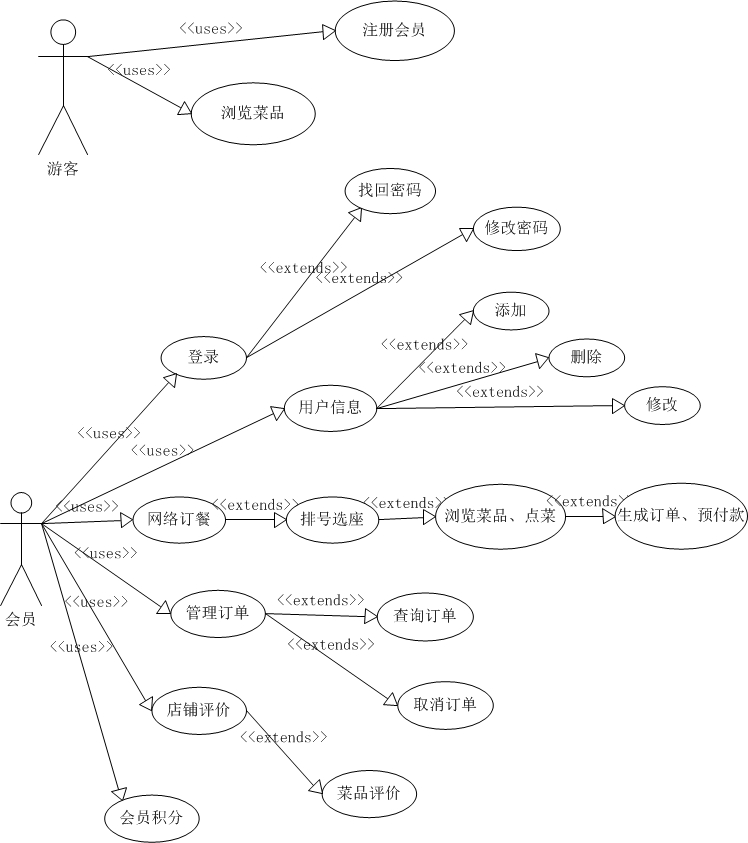 <<uses>>
注册会员
<<uses>>
浏览菜品
游客
找回密码
修改密码
<<extends>>
<<extends>>
添加
<<extends>>
登录
删除
<<extends>>
<<extends>>
用户信息
修改
<<uses>>
<<uses>>
<<uses>>
<<extends>>
<<extends>>
<<extends>>
网络订餐
排号选座
浏览菜品、点菜
生成订单、预付款
<<uses>>
会员
<<uses>>
<<extends>>
管理订单
查询订单
<<uses>>
<<extends>>
店铺评价
取消订单
<<extends>>
菜品评价
会员积分